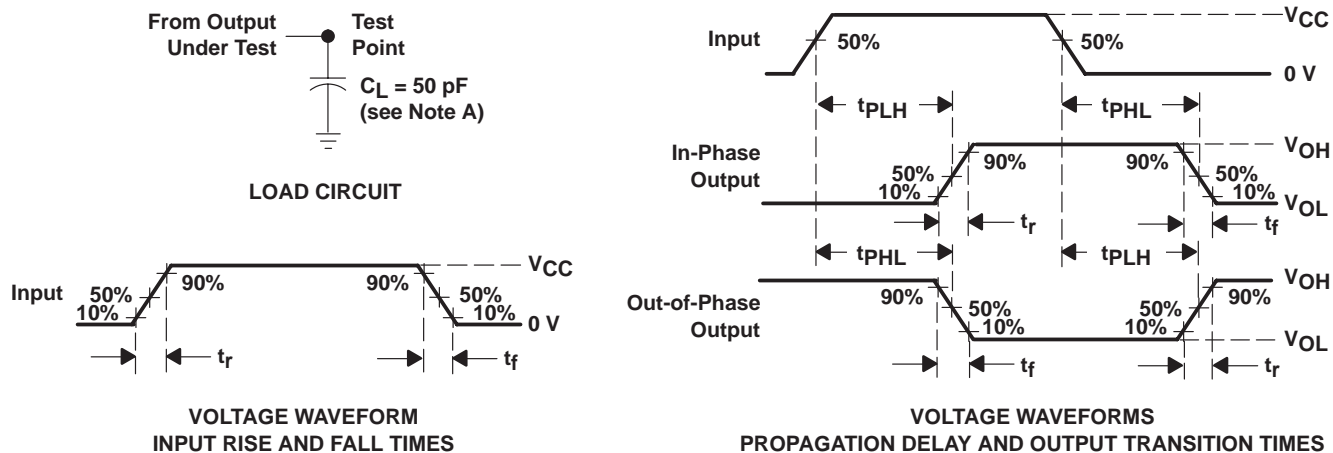 From Output
Under Test
Test
Point
CL = 50 pF
(see Note A)
LOAD CIRCUIT
Input
50%
10%
90%
90%
50%
10%
VCC
0 V
tr
tf
VOLTAGE WAVEFORM
INPUT RISE AND FALL TIMES
Input
50%
50%
VCC
0 V
tPLH
tPHL
In-Phase
Output
50%
10%
90%
90%
50%
10%
VOH
VOL
tr
tf
tPHL
tPLH
Out-of-Phase
Output
90%
50%
10%
50%
10%
90%
VOH
VOL
tf
tr
VOLTAGE WAVEFORMS
PROPAGATION DELAY AND OUTPUT TRANSITION TIMES